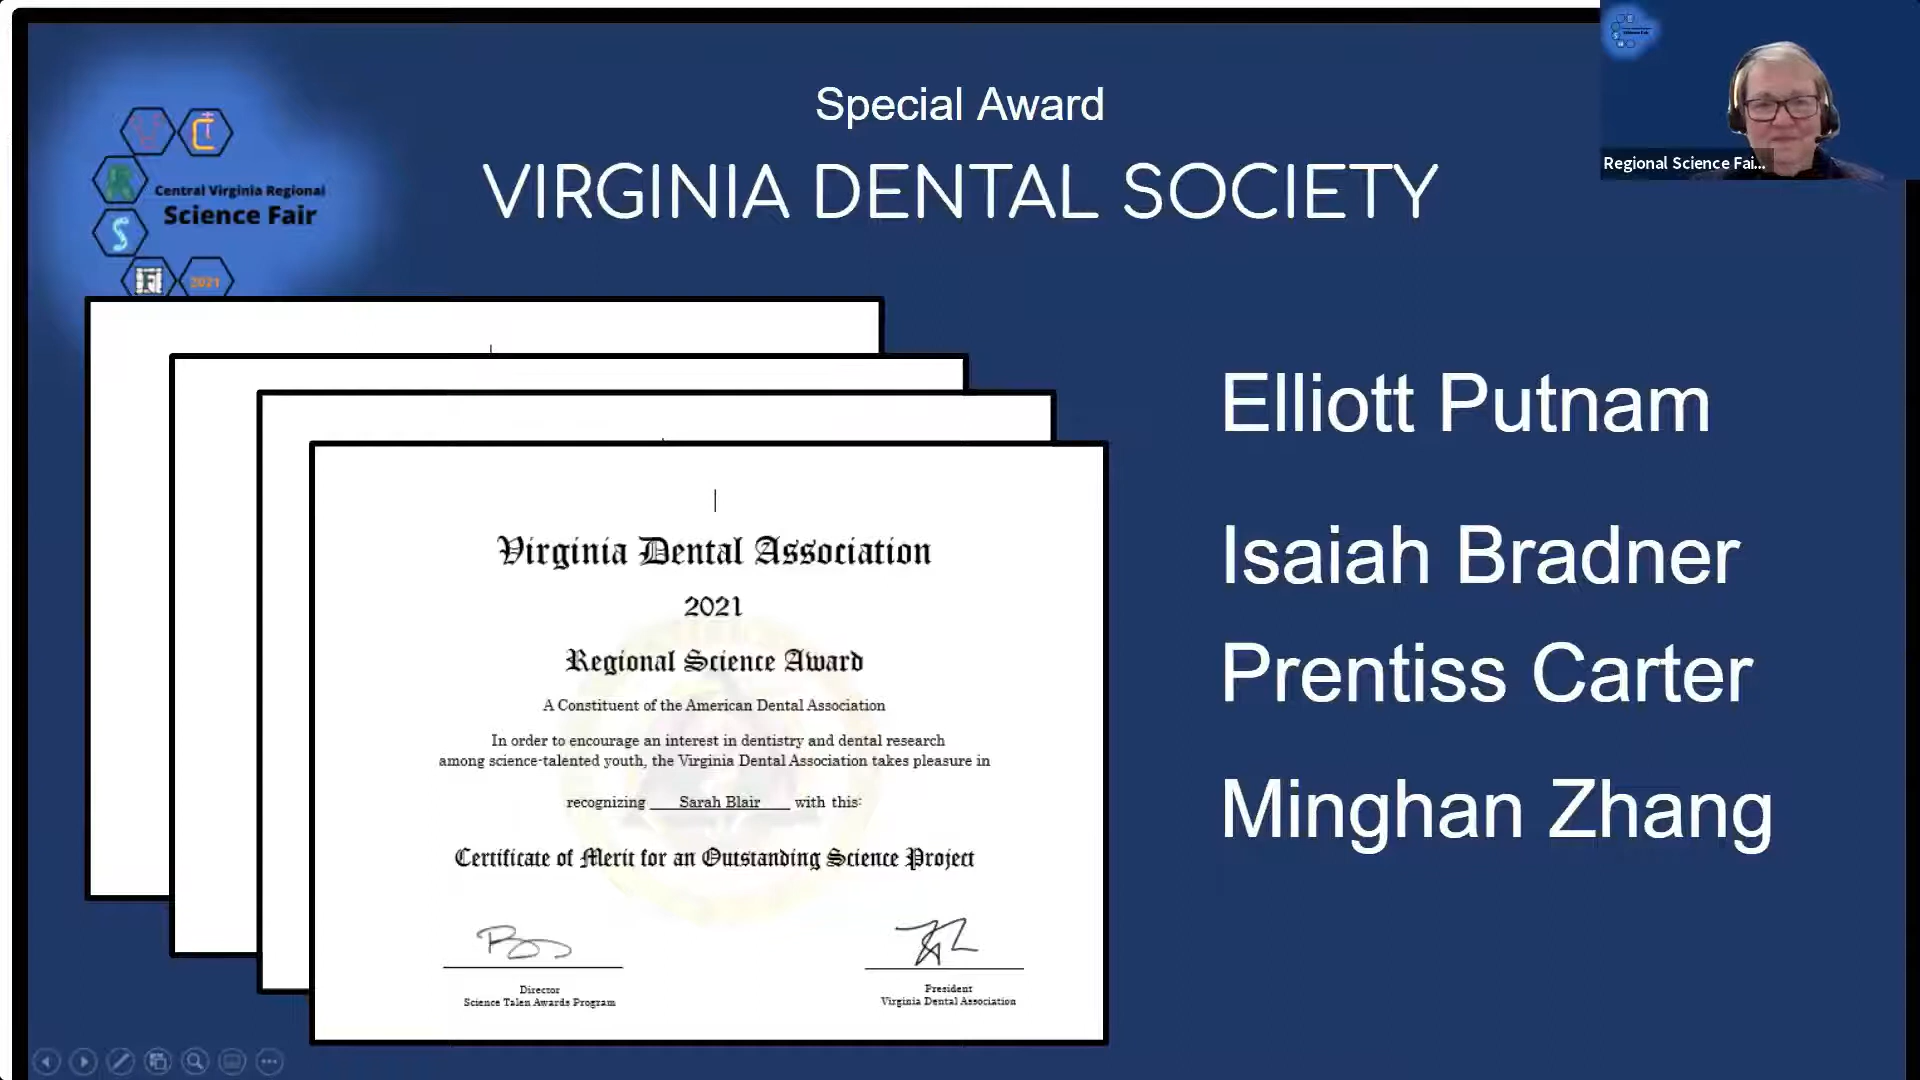 Special Award
VIRGINIA DENTAL SOCIETY
Regional Science Fai...
Central Virginia Regional
Science Fair
2021
Elliott Putnam
Isaiah Bradner
Prentiss Carter
Minghan Zhang
Virginia Dental Association
2021
Regional Science Award
A Constituent of the American Dental Association
In order to encourage an interest in dentistry and dental research
among science-talented youth, the Virginia Dental Association takes pleasure in
recognizing Sarah Blair with this:
Certificate of Merit for an Outstanding Science Project
Director
Science Talen Awards Program
President
Virginia Dental Association